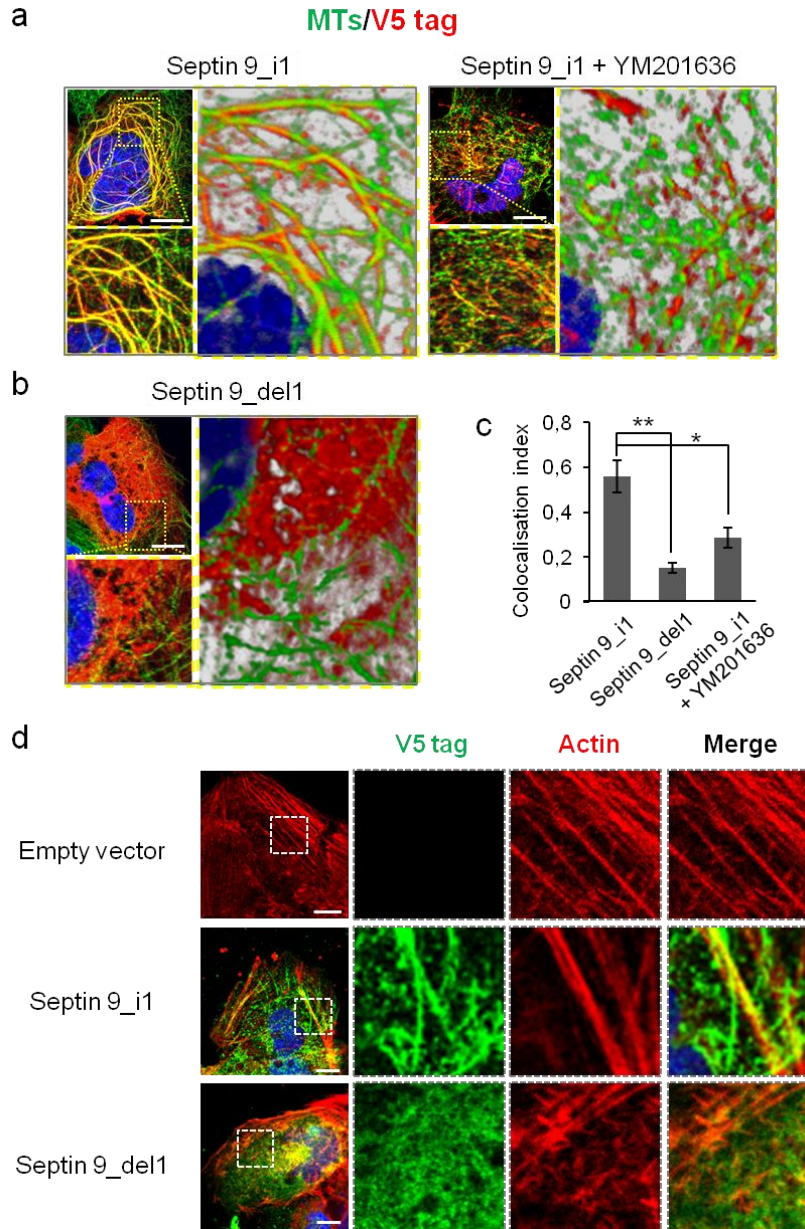 a
MTs/V5 tag
Septin 9_i1
Septin 9_i1 + YM201636
b
Septin 9_del1
c
Colocalisation index
0,8
0,6
0,4
0,2
0
**
*
Septin 9_i1
Septin 9_del1
Septin 9_i1
+ YM201636
d
V5 tag
Actin
Merge
Empty vector
Septin 9_i1
Septin 9_del1